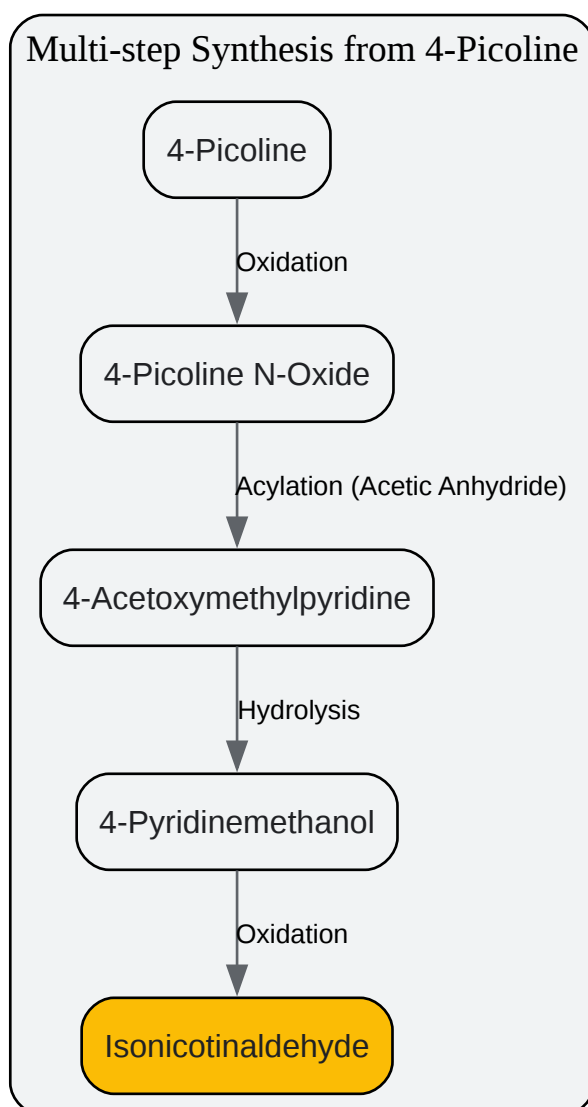 Multi-step Synthesis from 4-Picoline
4-Picoline
Oxidation
4-Picoline N-Oxide
Acylation (Acetic Anhydride)
4-Acetoxymethylpyridine
Hydrolysis
4-Pyridinemethanol
Oxidation
Isonicotinaldehyde